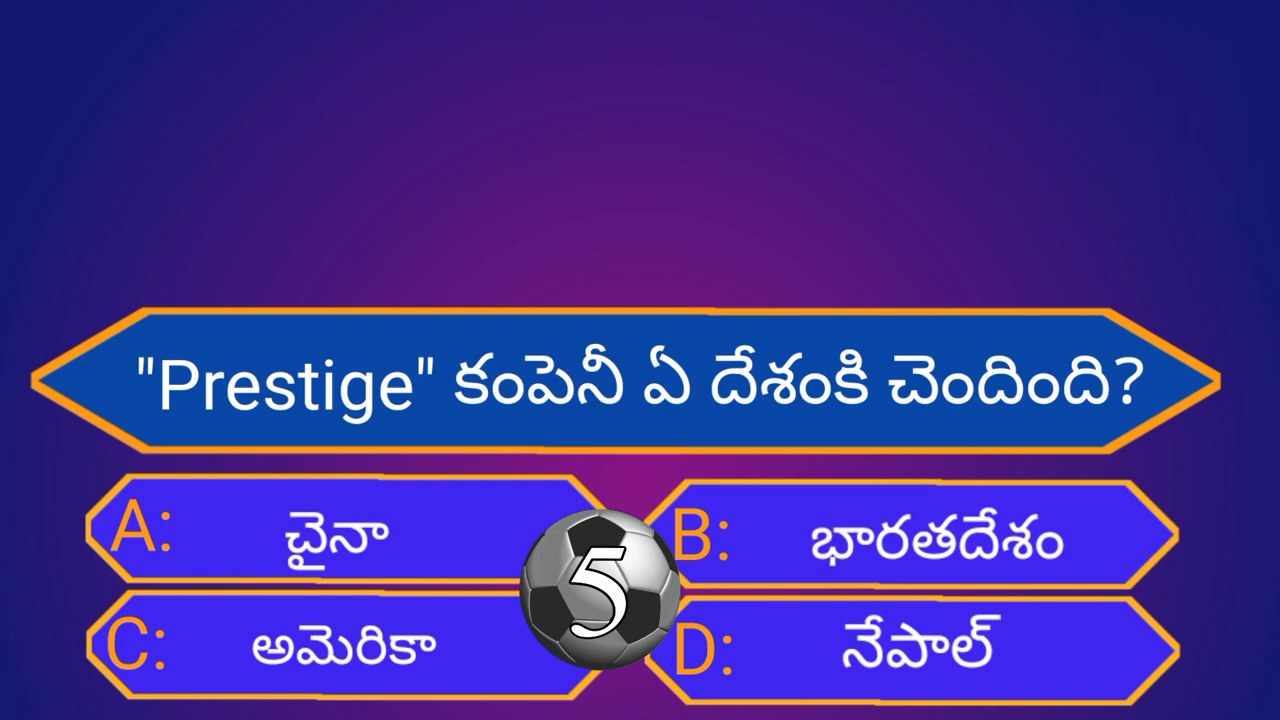 "Prestige" కంపెనీ ఏ దేశంకి చెందింది?
A: చైనా
B: భారతదేశం
5
C: అమెరికా
D: నేపాల్